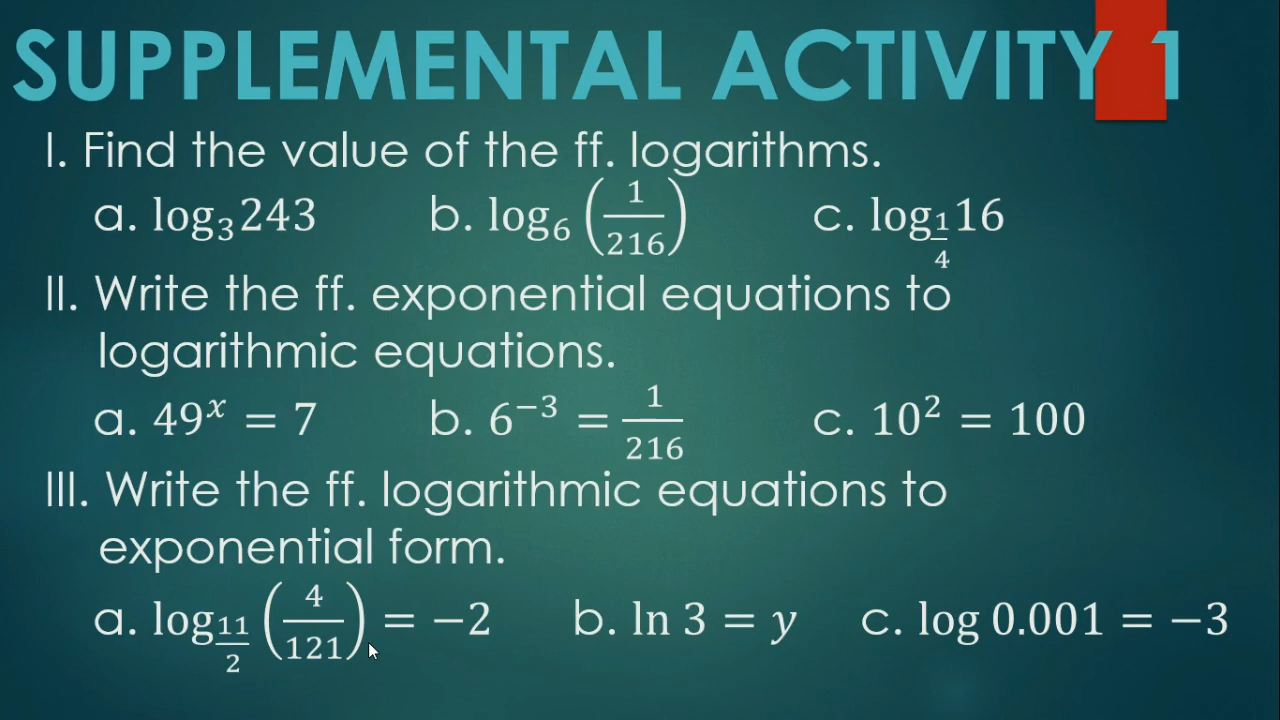 SUPPLEMENTAL ACTIVITY 1
I. Find the value of the ff. logarithms.
a. log₃243 b. log₆(1/216) c. log_{1/4}16
II. Write the ff. exponential equations to
logarithmic equations.
a. 49ˣ = 7 b. 6⁻³ = 1/216 c. 10² = 100
III. Write the ff. logarithmic equations to
exponential form.
a. log_{11/2}(4/121) = −2 b. ln 3 = y c. log 0.001 = −3